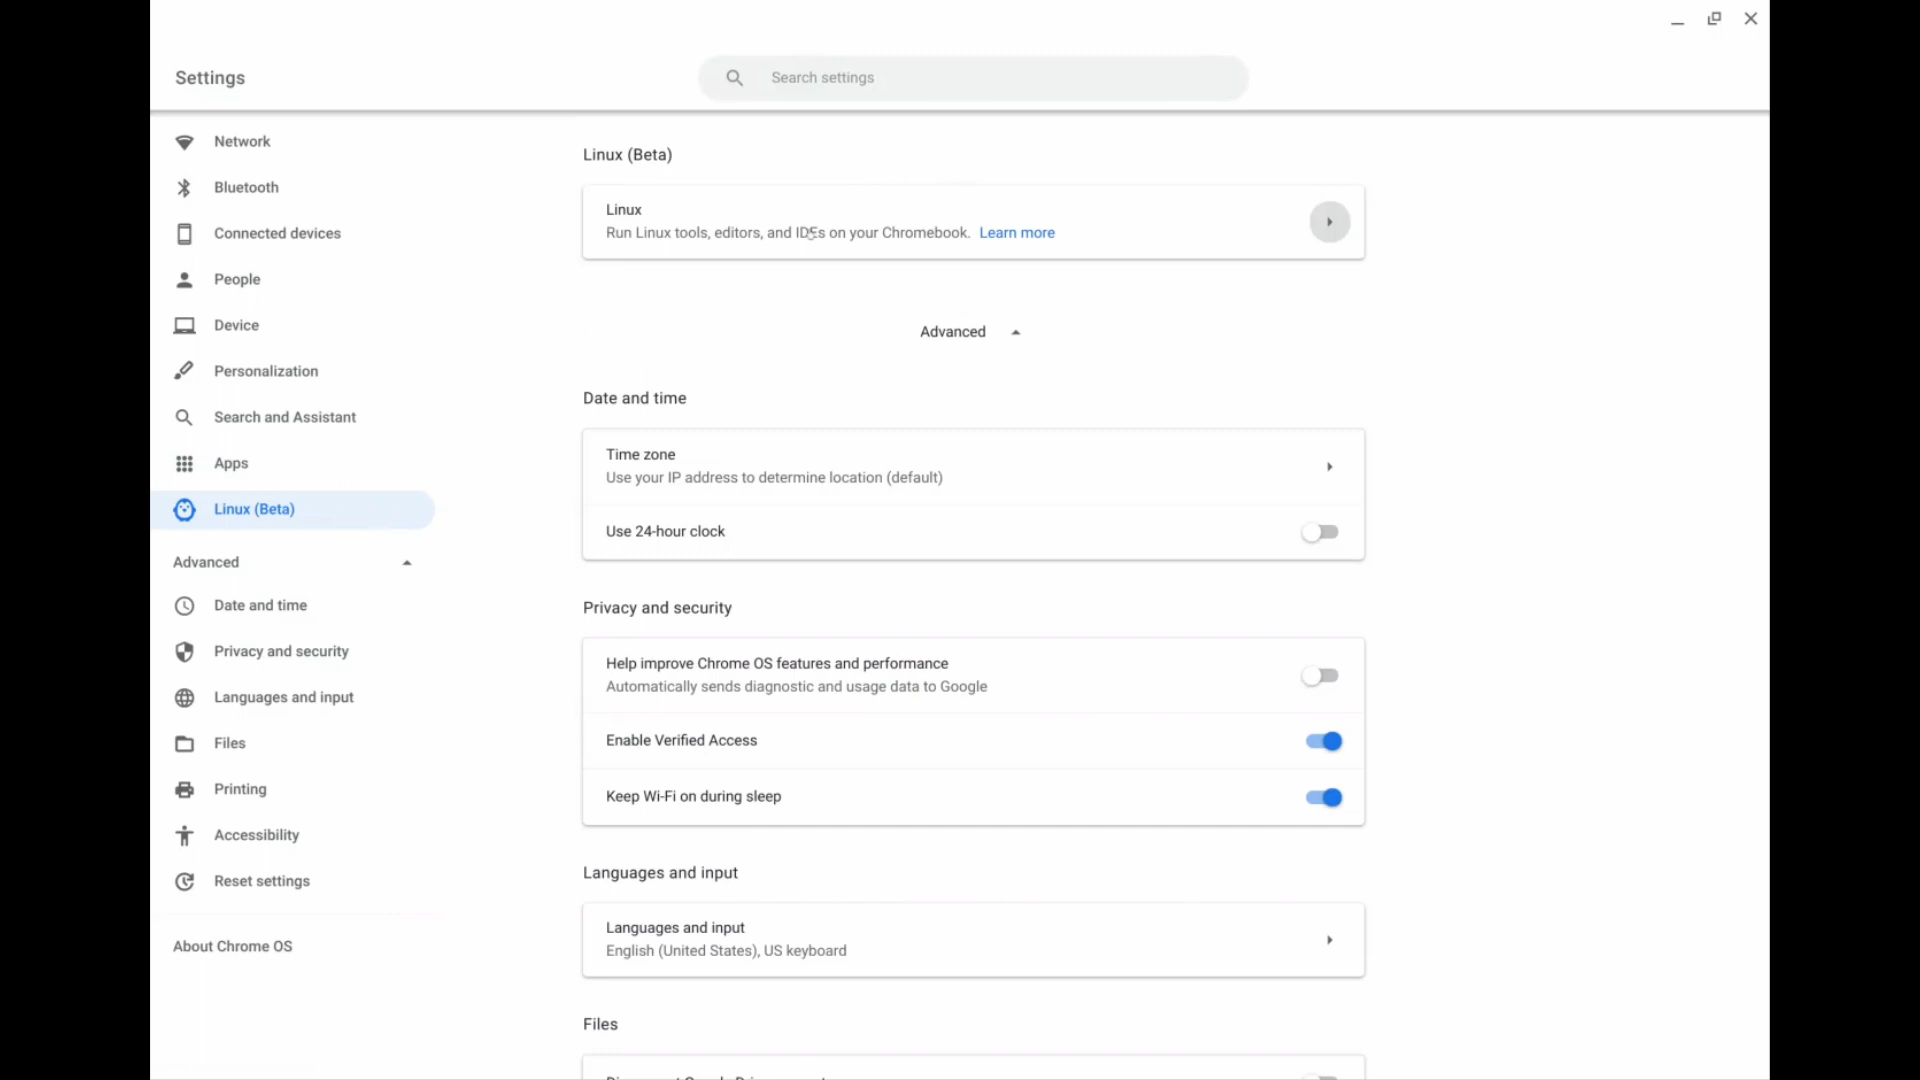 Settings
Search settings
Network
Bluetooth
Connected devices
People
Device
Personalization
Search and Assistant
Apps
Linux (Beta)
Advanced
Date and time
Privacy and security
Languages and input
Files
Printing
Accessibility
Reset settings
About Chrome OS
Linux (Beta)
Linux
Run Linux tools, editors, and IDEs on your Chromebook. Learn more
Advanced
Date and time
Time zone
Use your IP address to determine location (default)
Use 24-hour clock
Privacy and security
Help improve Chrome OS features and performance
Automatically sends diagnostic and usage data to Google
Enable Verified Access
Keep Wi-Fi on during sleep
Languages and input
Languages and input
English (United States), US keyboard
Files